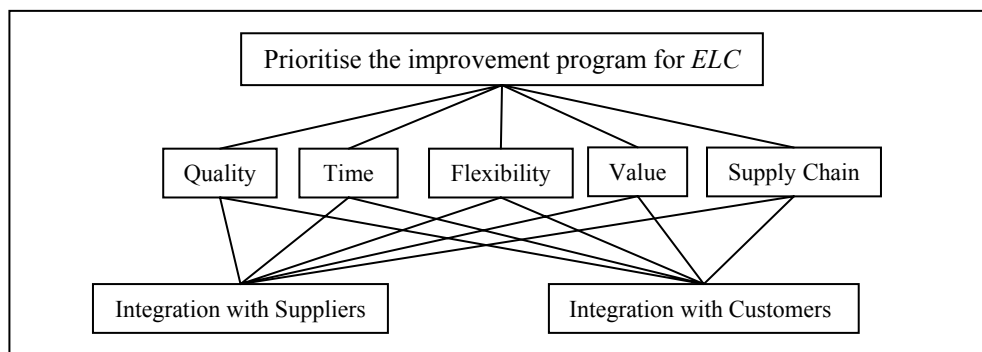 Prioritise the improvement program for ELC
Quality
Time
Flexibility
Value
Supply Chain
Integration with Suppliers
Integration with Customers